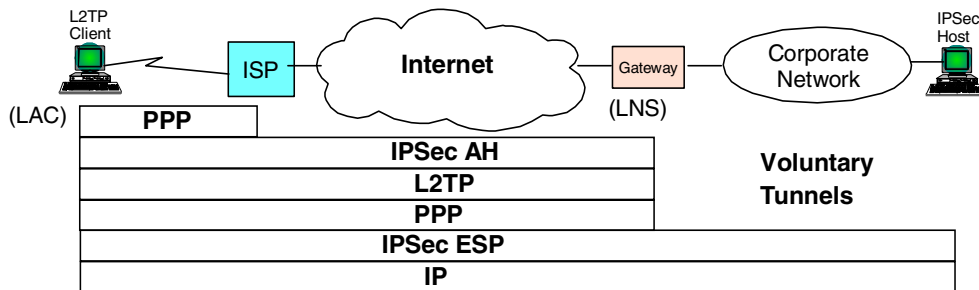 L2TP
Client
ISP
Internet
Gateway
Corporate
Network
IPSec
Host
(LAC)
(LNS)
PPP
IPSec AH
L2TP
PPP
Voluntary
Tunnels
IPSec ESP
IP